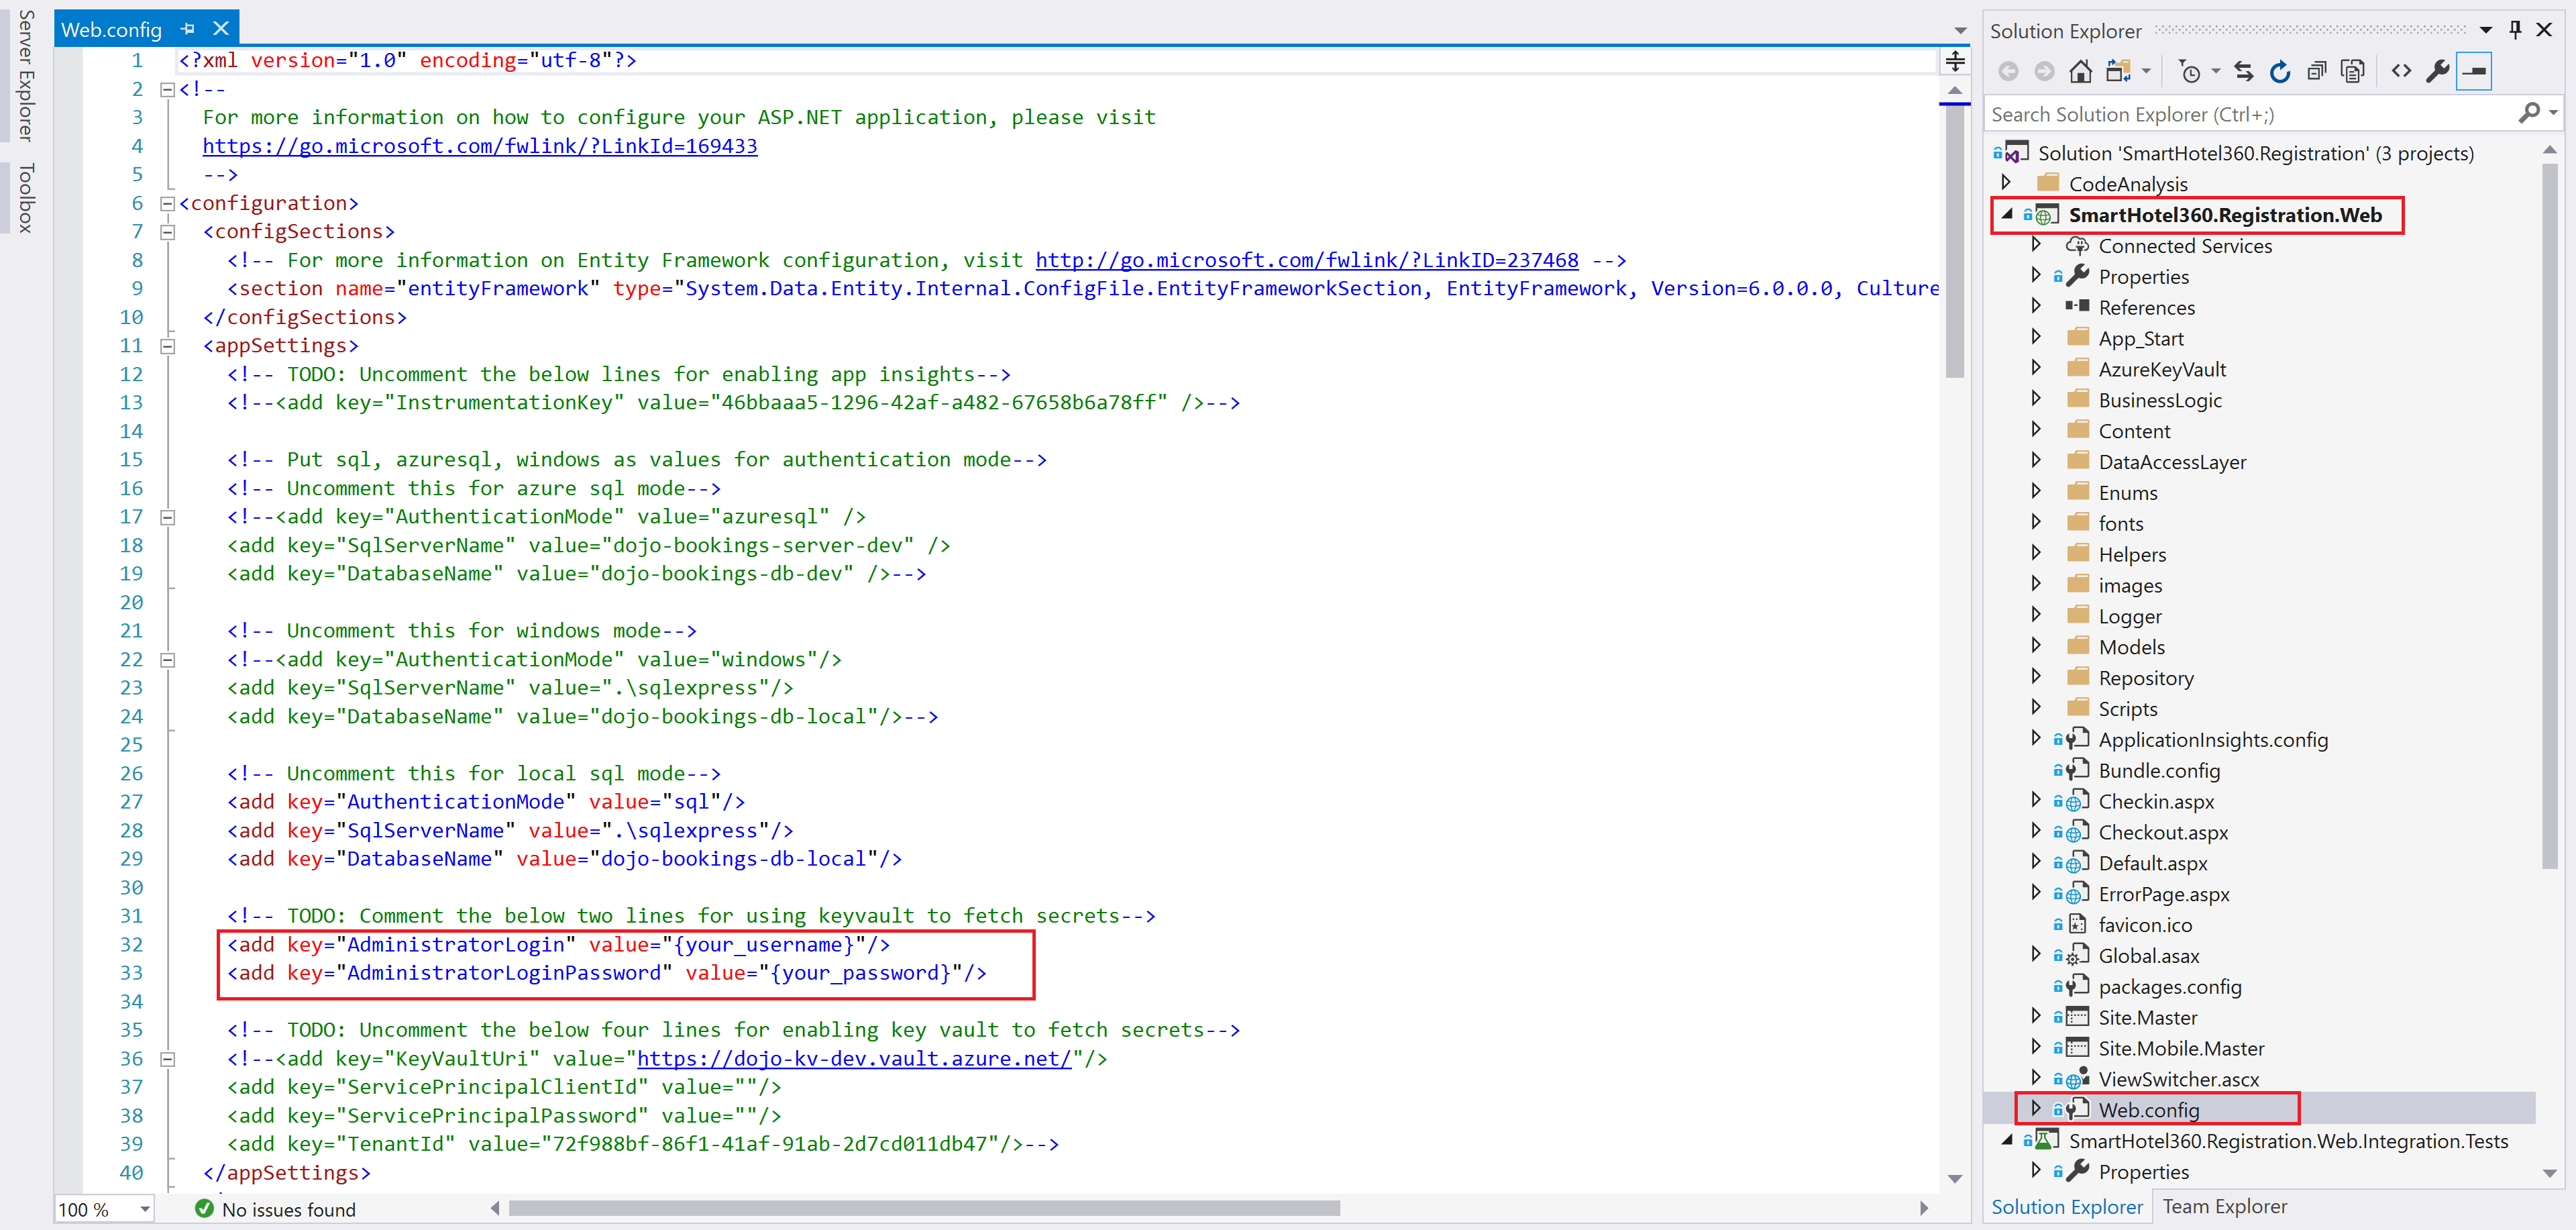 Server Explorer
Toolbox
Web.config
1 <?xml version="1.0" encoding="utf-8"?>
2 <!--
3 For more information on how to configure your ASP.NET application, please visit
4 https://go.microsoft.com/fwlink/?LinkId=169433
5 -->
6 <configuration>
7 <configSections>
8 <!-- For more information on Entity Framework configuration, visit http://go.microsoft.com/fwlink/?LinkID=237468 -->
9 <section name="entityFramework" type="System.Data.Entity.Internal.ConfigFile.EntityFrameworkSection, EntityFramework, Version=6.0.0.0, Culture
10 </configSections>
11 <appSettings>
12 <!-- TODO: Uncomment the below lines for enabling app insights-->
13 <!--<add key="InstrumentationKey" value="46bbaaa5-1296-42af-a482-67658b6a78ff" />-->
14
15 <!-- Put sql, azuresql, windows as values for authentication mode-->
16 <!-- Uncomment this for azure sql mode-->
17 <!--<add key="AuthenticationMode" value="azuresql" />
18 <add key="SqlServerName" value="dojo-bookings-server-dev" />
19 <add key="DatabaseName" value="dojo-bookings-db-dev" />-->
20
21 <!-- Uncomment this for windows mode-->
22 <!--<add key="AuthenticationMode" value="windows"/>
23 <add key="SqlServerName" value=".\sqlexpress"/>
24 <add key="DatabaseName" value="dojo-bookings-db-local"/>-->
25
26 <!-- Uncomment this for local sql mode-->
27 <add key="AuthenticationMode" value="sql"/>
28 <add key="SqlServerName" value=".\sqlexpress"/>
29 <add key="DatabaseName" value="dojo-bookings-db-local"/>
30
31 <!-- TODO: Comment the below two lines for using keyvault to fetch secrets-->
32 <add key="AdministratorLogin" value="{your_username}"/>
33 <add key="AdministratorLoginPassword" value="{your_password}"/>
34
35 <!-- TODO: Uncomment the below four lines for enabling key vault to fetch secrets-->
36 <!--<add key="KeyVaultUri" value="https://dojo-kv-dev.vault.azure.net/"/>
37 <add key="ServicePrincipalClientId" value=""/>
38 <add key="ServicePrincipalPassword" value=""/>
39 <add key="TenantId" value="72f988bf-86f1-41af-91ab-2d7cd011db47"/>-->
40 </appSettings>
100 %
No issues found
Solution Explorer
Search Solution Explorer (Ctrl+;)
Solution 'SmartHotel360.Registration' (3 projects)
CodeAnalysis
SmartHotel360.Registration.Web
Connected Services
Properties
References
App_Start
AzureKeyVault
BusinessLogic
Content
DataAccessLayer
Enums
fonts
Helpers
images
Logger
Models
Repository
Scripts
ApplicationInsights.config
Bundle.config
Checkin.aspx
Checkout.aspx
Default.aspx
ErrorPage.aspx
favicon.ico
Global.asax
packages.config
Site.Master
Site.Mobile.Master
ViewSwitcher.ascx
Web.config
SmartHotel360.Registration.Web.Integration.Tests
Properties
Solution Explorer
Team Explorer